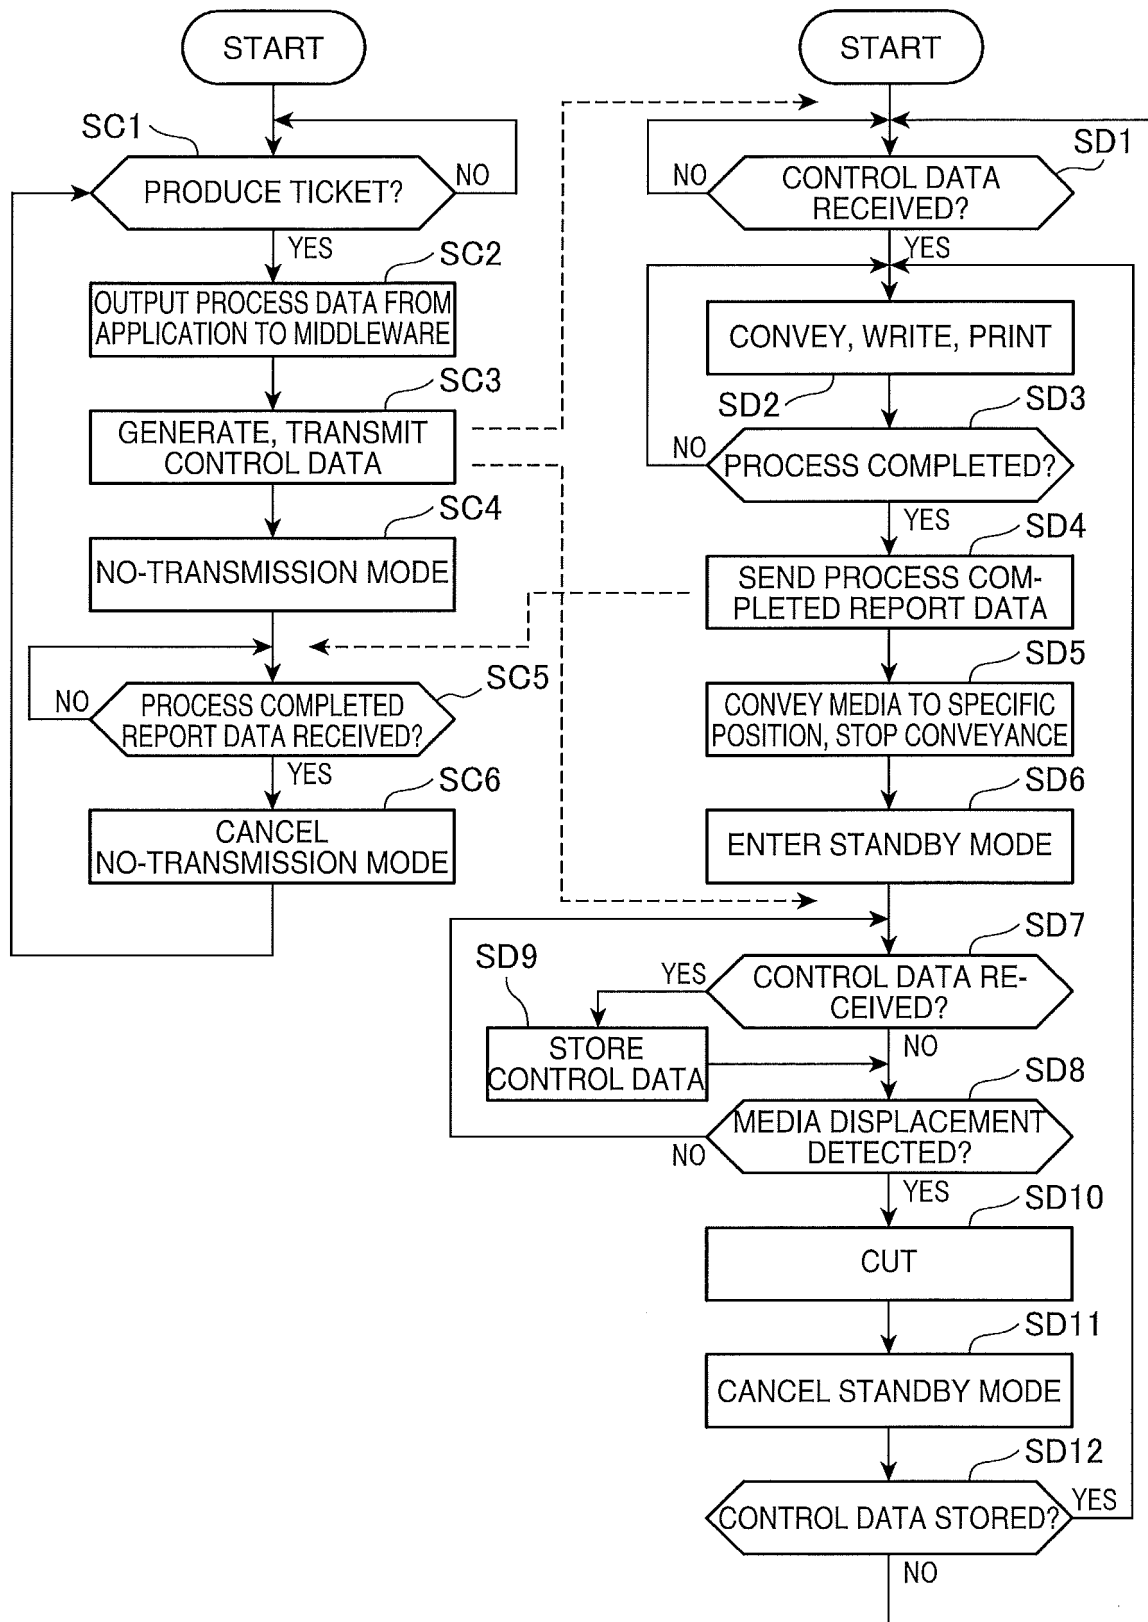 START
SC1
PRODUCE TICKET?
NO
YES
SC2
OUTPUT PROCESS DATA FROM
APPLICATION TO MIDDLEWARE
SC3
GENERATE, TRANSMIT
CONTROL DATA
SC4
NO-TRANSMISSION MODE
SC5
NO
PROCESS COMPLETED
REPORT DATA RECEIVED?
YES
SC6
CANCEL
NO-TRANSMISSION MODE
START
SD1
NO
CONTROL DATA
RECEIVED?
YES
CONVEY, WRITE, PRINT
SD2
SD3
NO
PROCESS COMPLETED?
YES
SD4
SEND PROCESS COM-
PLETED REPORT DATA
SD5
CONVEY MEDIA TO SPECIFIC
POSITION, STOP CONVEYANCE
SD6
ENTER STANDBY MODE
SD7
YES
CONTROL DATA RE-
CEIVED?
SD9
STORE
CONTROL DATA
NO
SD8
MEDIA DISPLACEMENT
DETECTED?
NO
YES
SD10
CUT
SD11
CANCEL STANDBY MODE
SD12
CONTROL DATA STORED?
YES
NO